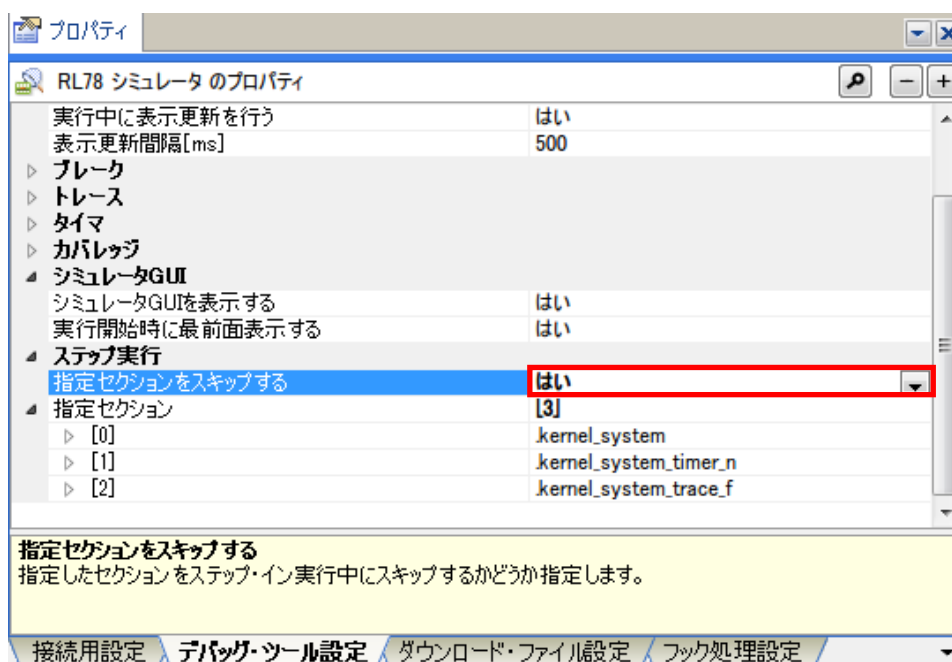 プロパティ
RL78 シミュレータ のプロパティ
実行中に表示更新を行う はい
表示更新間隔[ms] 500
ブレーク
トレース
タイマ
カバレッジ
シミュレータGUI
シミュレータGUIを表示する はい
実行開始時に最前面表示する はい
ステップ実行
指定セクションをスキップする はい
指定セクション [3]
[0] .kernel_system
[1] .kernel_system_timer_n
[2] .kernel_system_trace_f
指定セクションをスキップする
指定したセクションをステップ・イン実行中にスキップするかどうか指定します。
接続用設定 デバッグ・ツール設定 ダウンロード・ファイル設定 フック処理設定